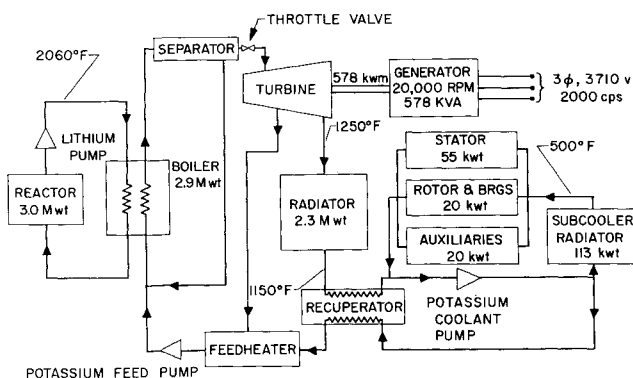 THROTTLE VALVE
2060°F
SEPARATOR
TURBINE
578 kwm
GENERATOR
20,000 RPM
578 KVA
3ϕ, 3710 v
2000 cps
LITHIUM
PUMP
BOILER
2.9 Mwt
REACTOR
3.0 Mwt
1250°F
RADIATOR
2.3 Mwt
STATOR
55 kwt
ROTOR & BRGS
20 kwt
AUXILIARIES
20 kwt
500°F
SUBCOOLER
RADIATOR
113 kwt
1150°F
RECUPERATOR
POTASSIUM
COOLANT
PUMP
FEEDHEATER
POTASSIUM FEED PUMP